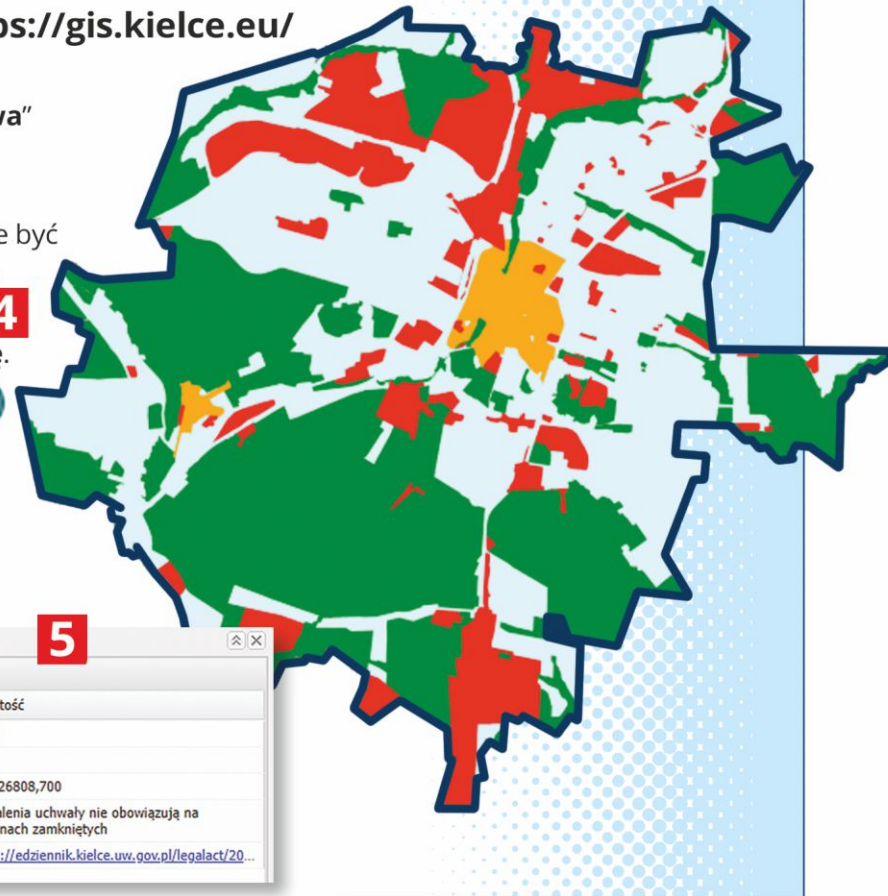 ps://gis.kielce.eu/
wa”
e być
4
e.
5
tość
26808,700
lenia uchwały nie obowiązują na
nach zamkniętych
://edziennik.kielce.uw.gov.pl/legalact/20...